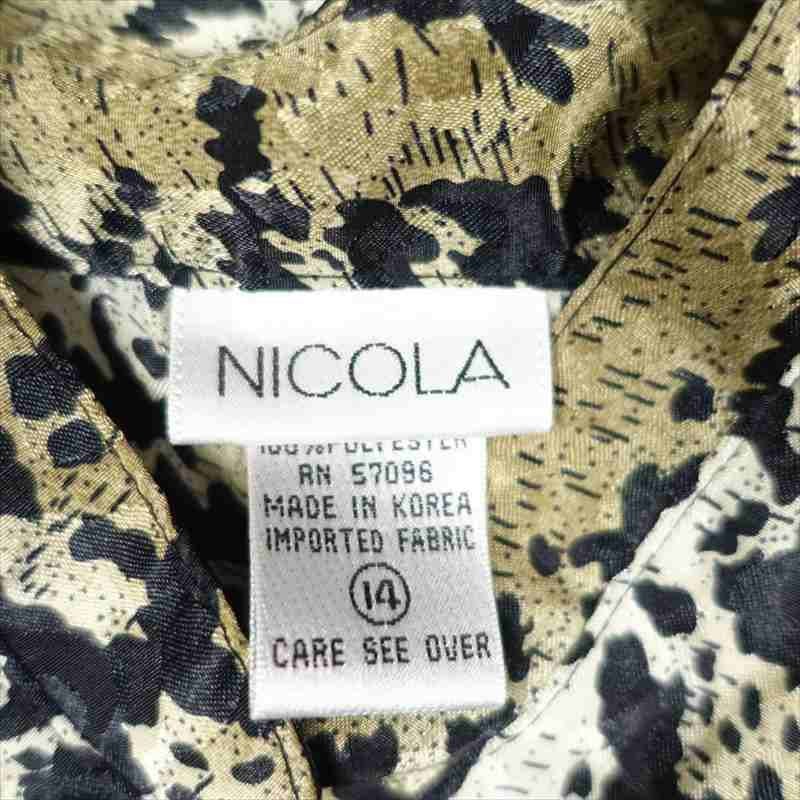 NICOLA
100% POLYESTER
RN 57096
MADE IN KOREA
IMPORTED FABRIC
14
CARE SEE OVER